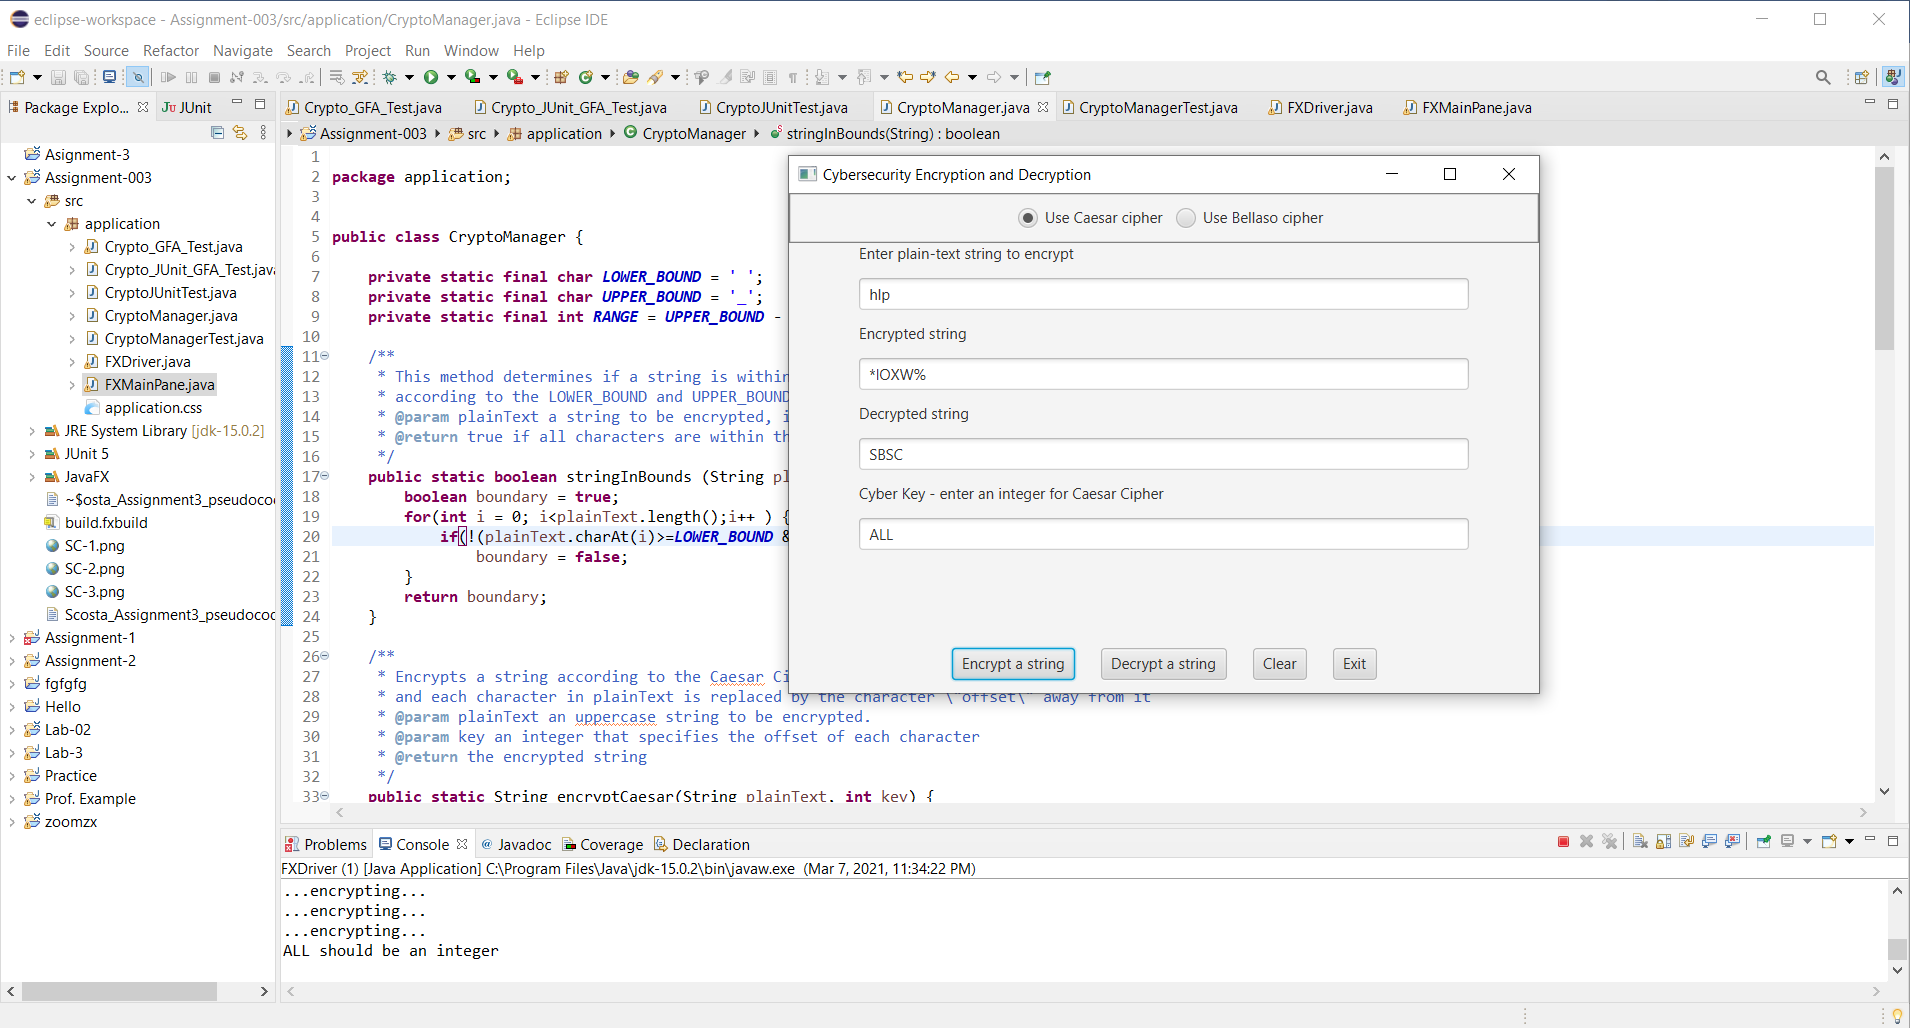 eclipse-workspace - Assignment-003/src/application/CryptoManager.java - Eclipse IDE
File Edit Source Refactor Navigate Search Project Run Window Help
Package Explo... JUnit
Crypto_GFA_Test.java Crypto_JUnit_GFA_Test.java CryptoJUnitTest.java CryptoManager.java CryptoManagerTest.java FXDriver.java FXMainPane.java
Assignment-003 src application CryptoManager stringInBounds(String) : boolean
Asignment-3
Assignment-003
src
application
Crypto_GFA_Test.java
Crypto_JUnit_GFA_Test.java
CryptoJUnitTest.java
CryptoManager.java
CryptoManagerTest.java
FXDriver.java
FXMainPane.java
application.css
JRE System Library [jdk-15.0.2]
JUnit 5
JavaFX
~$osta_Assignment3_pseudocod
build.fxbuild
SC-1.png
SC-2.png
SC-3.png
Scosta_Assignment3_pseudocod
Assignment-1
Assignment-2
fgfgfg
Hello
Lab-02
Lab-3
Practice
Prof. Example
zoomzx
1
2 package application;
3
4
5 public class CryptoManager {
6
7 private static final char LOWER_BOUND = ' ';
8 private static final char UPPER_BOUND = '_';
9 private static final int RANGE = UPPER_BOUND -
10
11 /**
12 * This method determines if a string is within
13 * according to the LOWER_BOUND and UPPER_BOUND
14 * @param plainText a string to be encrypted, i
15 * @return true if all characters are within th
16 */
17 public static boolean stringInBounds (String pl
18 boolean boundary = true;
19 for(int i = 0; i<plainText.length();i++ ) {
20 if(!(plainText.charAt(i)>=LOWER_BOUND &
21 boundary = false;
22 }
23 return boundary;
24 }
25
26 /**
27 * Encrypts a string according to the Caesar Ci
28 * and each character in plainText is replaced by the character \"offset\" away from it
29 * @param plainText an uppercase string to be encrypted.
30 * @param key an integer that specifies the offset of each character
31 * @return the encrypted string
32 */
33 public static String encryptCaesar(String plainText, int key) {
Cybersecurity Encryption and Decryption
Use Caesar cipher Use Bellaso cipher
Enter plain-text string to encrypt
hlp
Encrypted string
*IOXW%
Decrypted string
SBSC
Cyber Key - enter an integer for Caesar Cipher
ALL
Encrypt a string Decrypt a string Clear Exit
Problems Console Javadoc Coverage Declaration
FXDriver (1) [Java Application] C:\Program Files\Java\jdk-15.0.2\bin\javaw.exe (Mar 7, 2021, 11:34:22 PM)
...encrypting...
...encrypting...
...encrypting...
ALL should be an integer